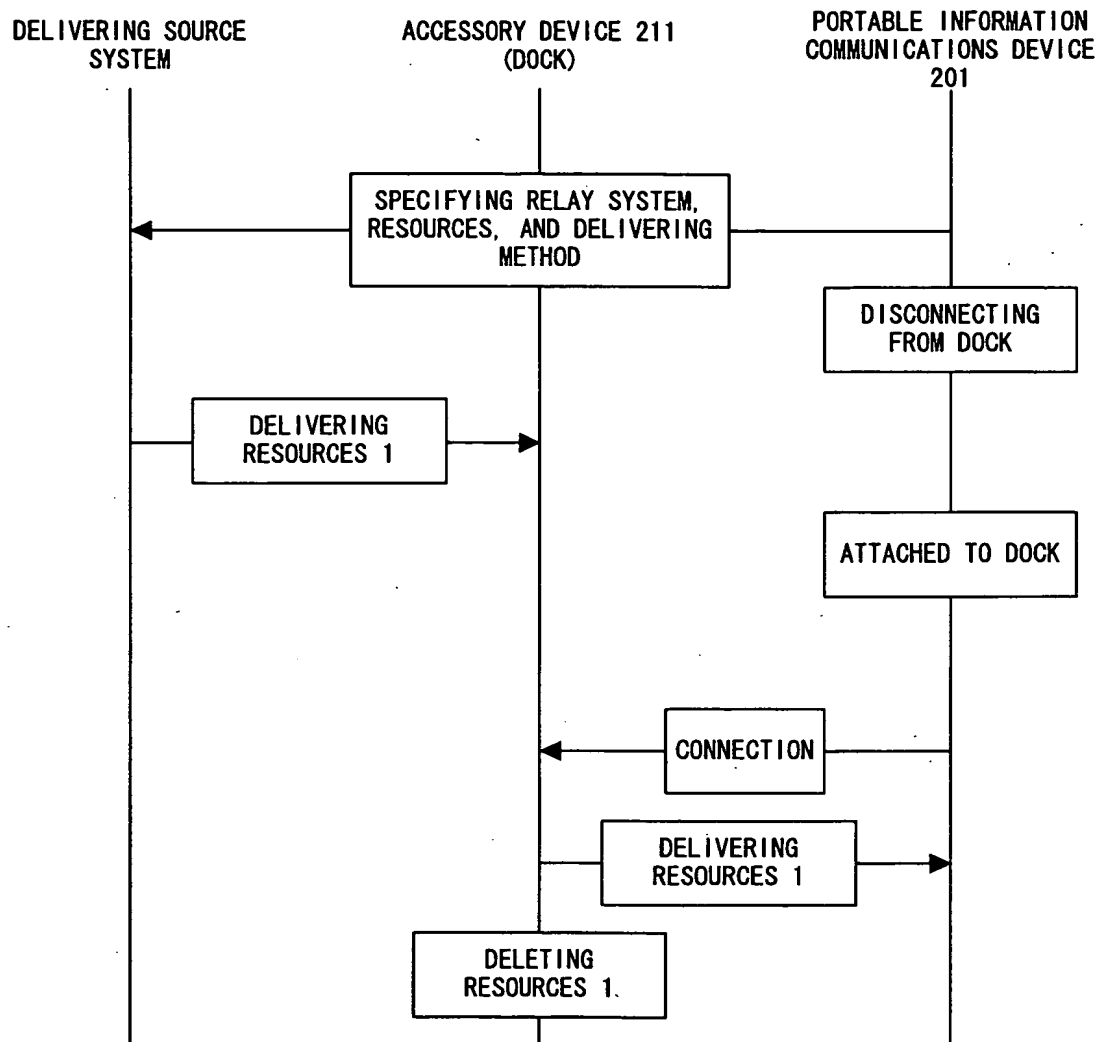 DELIVERING SOURCE
SYSTEM
ACCESSORY DEVICE 211
(DOCK)
PORTABLE INFORMATION
COMMUNICATIONS DEVICE
201
SPECIFYING RELAY SYSTEM,
RESOURCES, AND DELIVERING
METHOD
DISCONNECTING
FROM DOCK
DELIVERING
RESOURCES 1
ATTACHED TO DOCK
CONNECTION
DELIVERING
RESOURCES 1
DELETING
RESOURCES 1